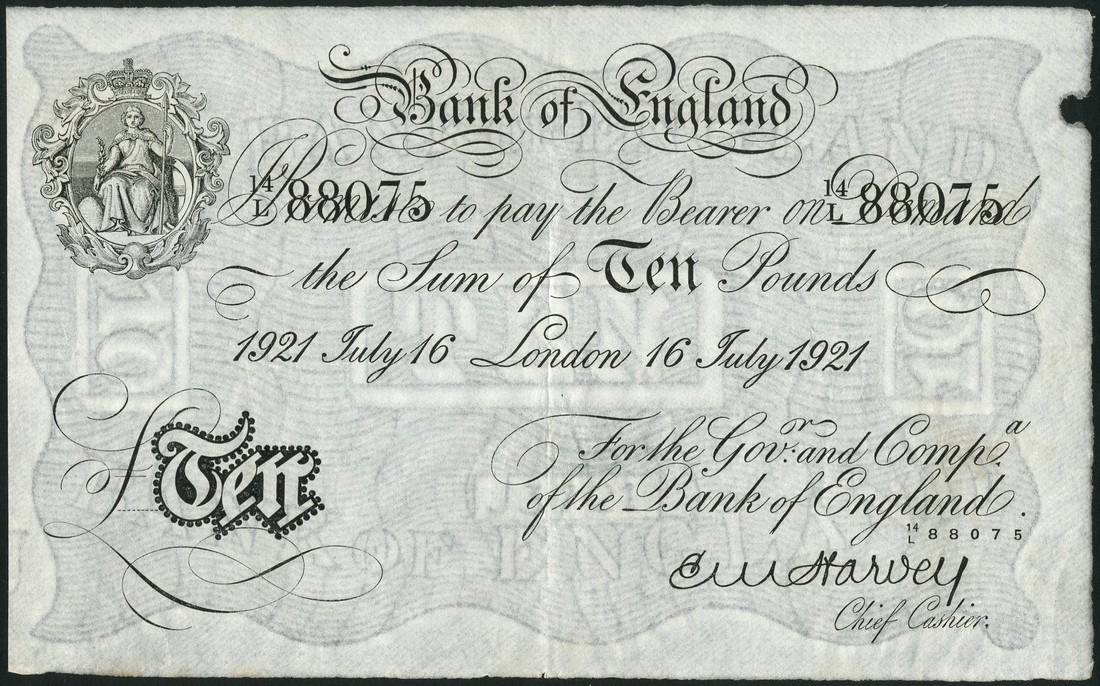 Bank of England
14/L 88075 to pay the Bearer on 14/L 88075
the Sum of Ten Pounds
1921 July 16 London 16 July 1921
£Ten
For the Govr. and Compa.
of the Bank of England.
14/L 88075
Harvey
Chief Cashier.
TEN